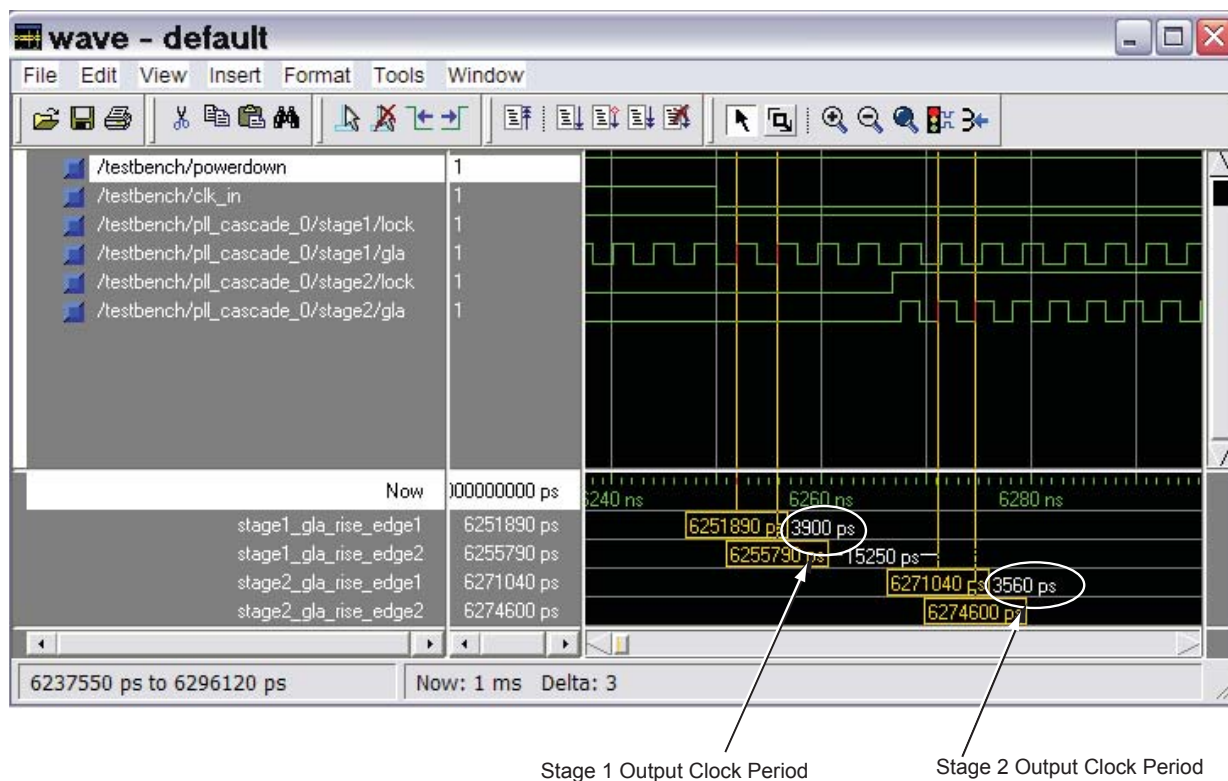 wave - default
File Edit View Insert Format Tools Window
/testbench/powerdown 1
/testbench/clk_in 1
/testbench/pll_cascade_0/stage1/lock 1
/testbench/pll_cascade_0/stage1/gla 1
/testbench/pll_cascade_0/stage2/lock 1
/testbench/pll_cascade_0/stage2/gla 1
Now 000000000 ps 6240 ns 6260 ns 6280 ns
stage1_gla_rise_edge1 6251890 ps 6251890 ps 3900 ps
stage1_gla_rise_edge2 6255790 ps 6255790 ps 15250 ps
stage2_gla_rise_edge1 6271040 ps 6271040 ps 3560 ps
stage2_gla_rise_edge2 6274600 ps 6274600 ps
6237550 ps to 6296120 ps Now: 1 ms Delta: 3
Stage 1 Output Clock Period Stage 2 Output Clock Period